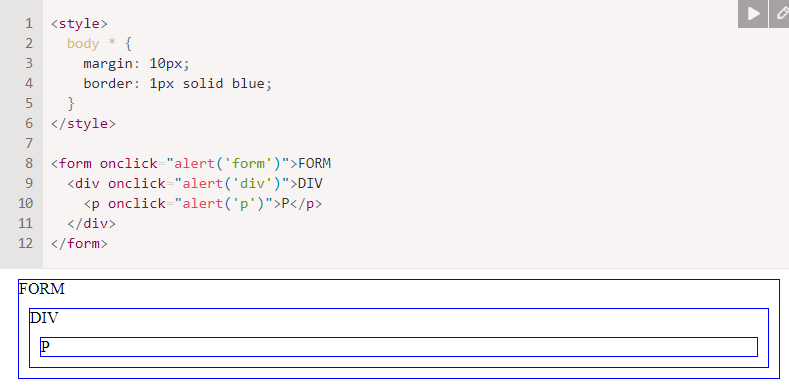 1 <style>
2   body * {
3     margin: 10px;
4     border: 1px solid blue;
5   }
6 </style>
7
8 <form onclick="alert('form')">FORM
9   <div onclick="alert('div')">DIV
10     <p onclick="alert('p')">P</p>
11   </div>
12 </form>
FORM
DIV
P